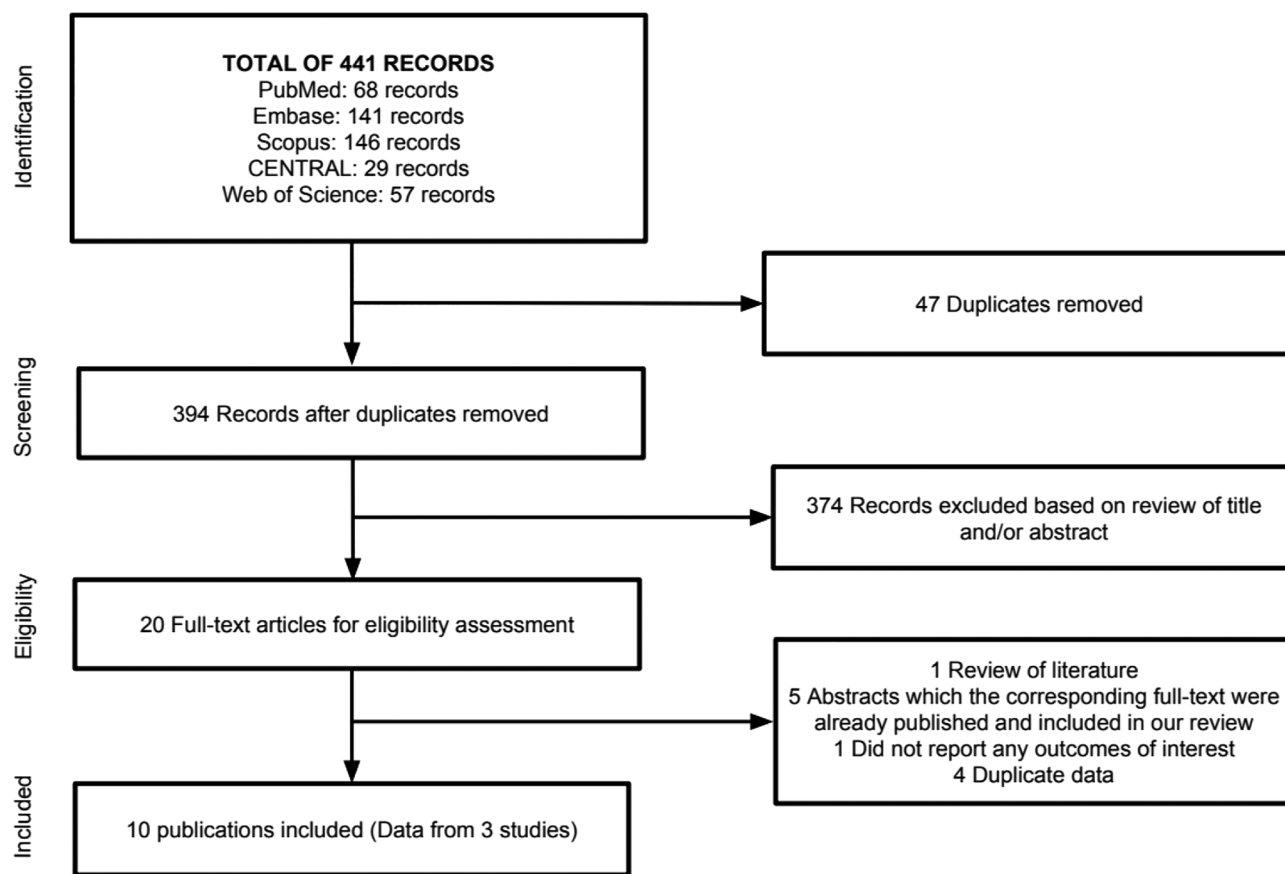 Identification
TOTAL OF 441 RECORDS
PubMed: 68 records
Embase: 141 records
Scopus: 146 records
CENTRAL: 29 records
Web of Science: 57 records
47 Duplicates removed
Screening
394 Records after duplicates removed
374 Records excluded based on review of title
and/or abstract
Eligibility
20 Full-text articles for eligibility assessment
1 Review of literature
5 Abstracts which the corresponding full-text were
already published and included in our review
1 Did not report any outcomes of interest
4 Duplicate data
Included
10 publications included (Data from 3 studies)